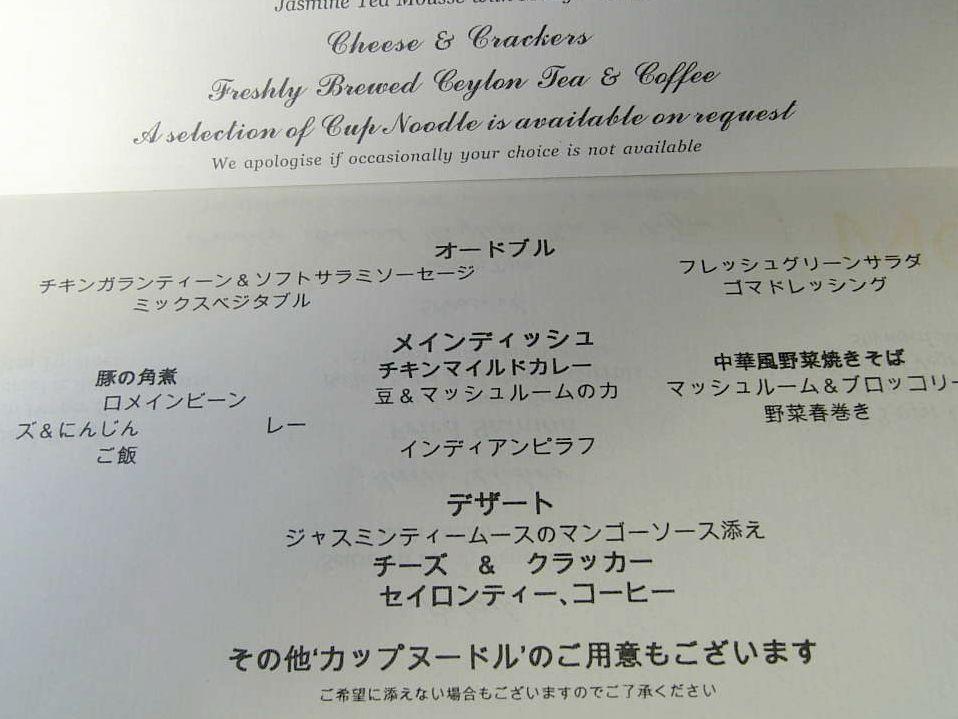 Jasmine Tea Mousse
Cheese & Crackers
Freshly Brewed Ceylon Tea & Coffee
A selection of Cup Noodle is available on request
We apologise if occasionally your choice is not available
オードブル
チキンガランティーン＆ソフトサラミソーセージ
ミックスベジタブル
フレッシュグリーンサラダ
ゴマドレッシング
メインディッシュ
豚の角煮
ロメインビーン
ズ＆にんじん
ご飯
チキンマイルドカレー
豆＆マッシュルームのカ
レー
インディアンピラフ
中華風野菜焼きそば
マッシュルーム＆ブロッコリー
野菜春巻き
デザート
ジャスミンティームースのマンゴーソース添え
チーズ　＆　クラッカー
セイロンティー、コーヒー
その他‘カップヌードル’のご用意もございます
ご希望に添えない場合もございますのでご了承ください